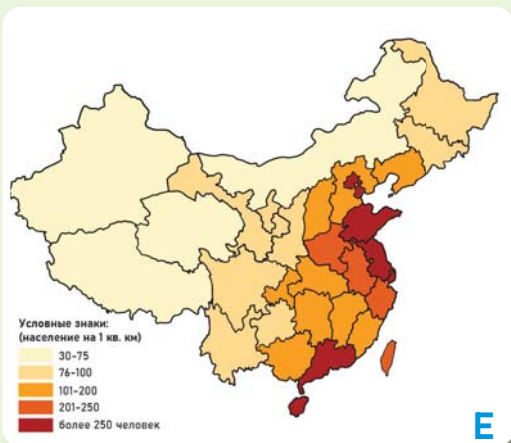 Условные знаки:
(население на 1 кв. км)
30-75
76-100
101-200
201-250
более 250 человек
E